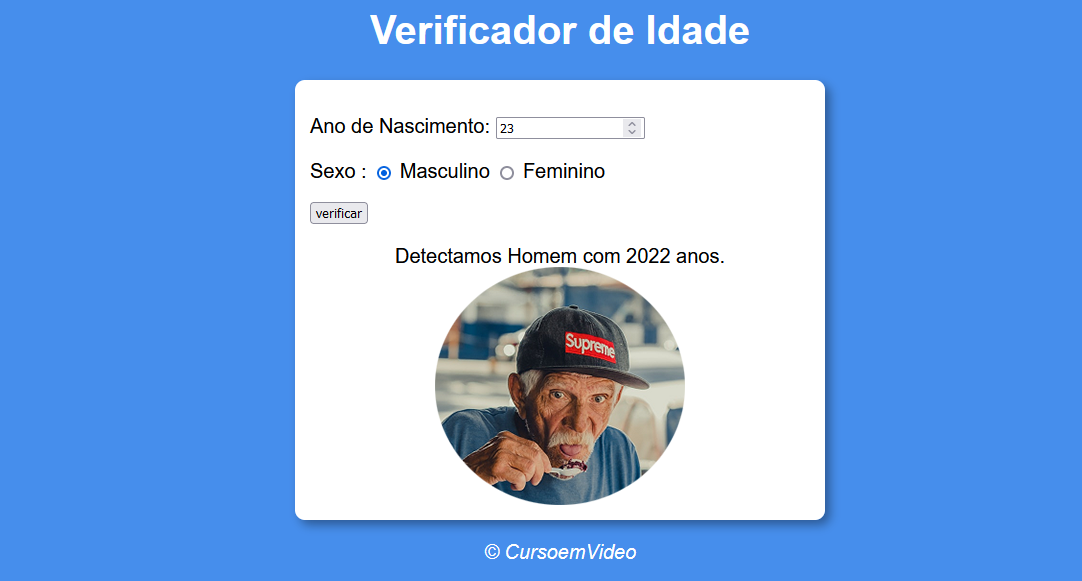 Verificador de Idade
Ano de Nascimento: 23
Sexo : Masculino Feminino
verificar
Detectamos Homem com 2022 anos.
Supreme
© CursoemVideo